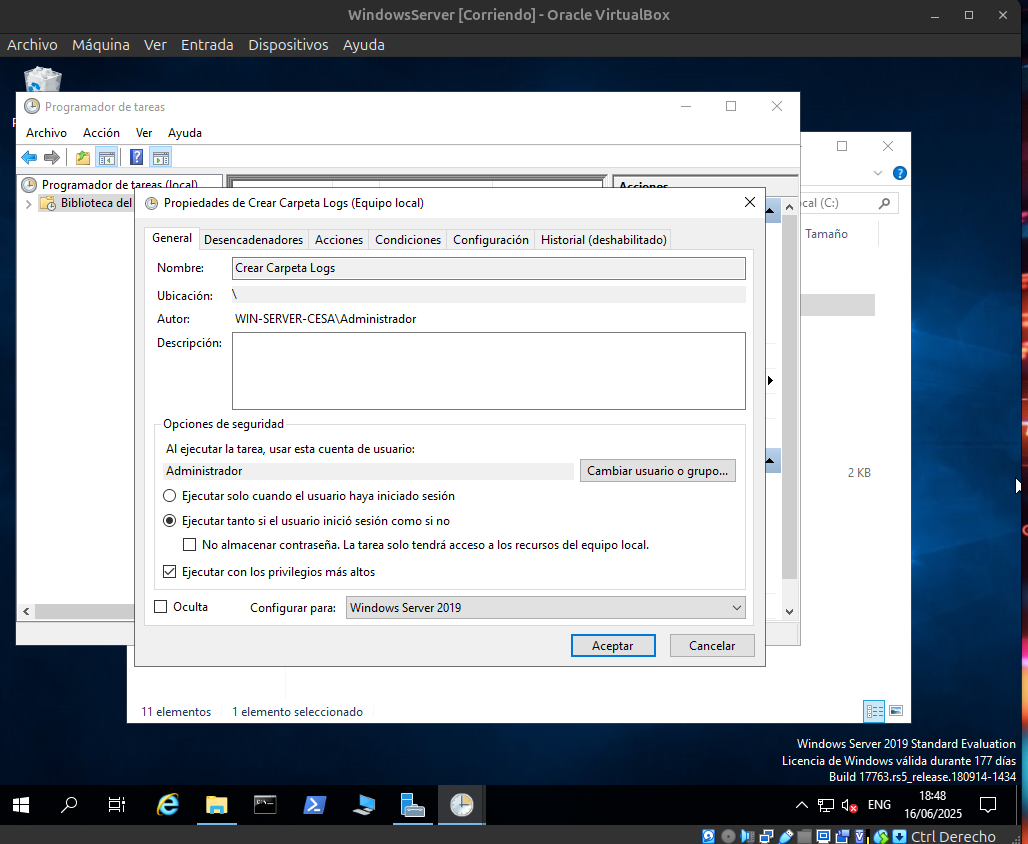 WindowsServer [Corriendo] - Oracle VirtualBox
Archivo Máquina Ver Entrada Dispositivos Ayuda
Programador de tareas
Archivo Acción Ver Ayuda
Programador de tareas (local)
Acciones
Biblioteca del
Propiedades de Crear Carpeta Logs (Equipo local)
cal (C:)
Tamaño
General Desencadenadores Acciones Condiciones Configuración Historial (deshabilitado)
Nombre: Crear Carpeta Logs
Ubicación: \
Autor: WIN-SERVER-CESA\Administrador
Descripción:
Opciones de seguridad
Al ejecutar la tarea, usar esta cuenta de usuario:
Administrador Cambiar usuario o grupo...
2 KB
Ejecutar solo cuando el usuario haya iniciado sesión
Ejecutar tanto si el usuario inició sesión como si no
No almacenar contraseña. La tarea solo tendrá acceso a los recursos del equipo local.
Ejecutar con los privilegios más altos
Oculta Configurar para: Windows Server 2019
Aceptar Cancelar
11 elementos 1 elemento seleccionado
Windows Server 2019 Standard Evaluation
Licencia de Windows válida durante 177 días
Build 17763.rs5_release.180914-1434
ENG 18:48
16/06/2025
Ctrl Derecho